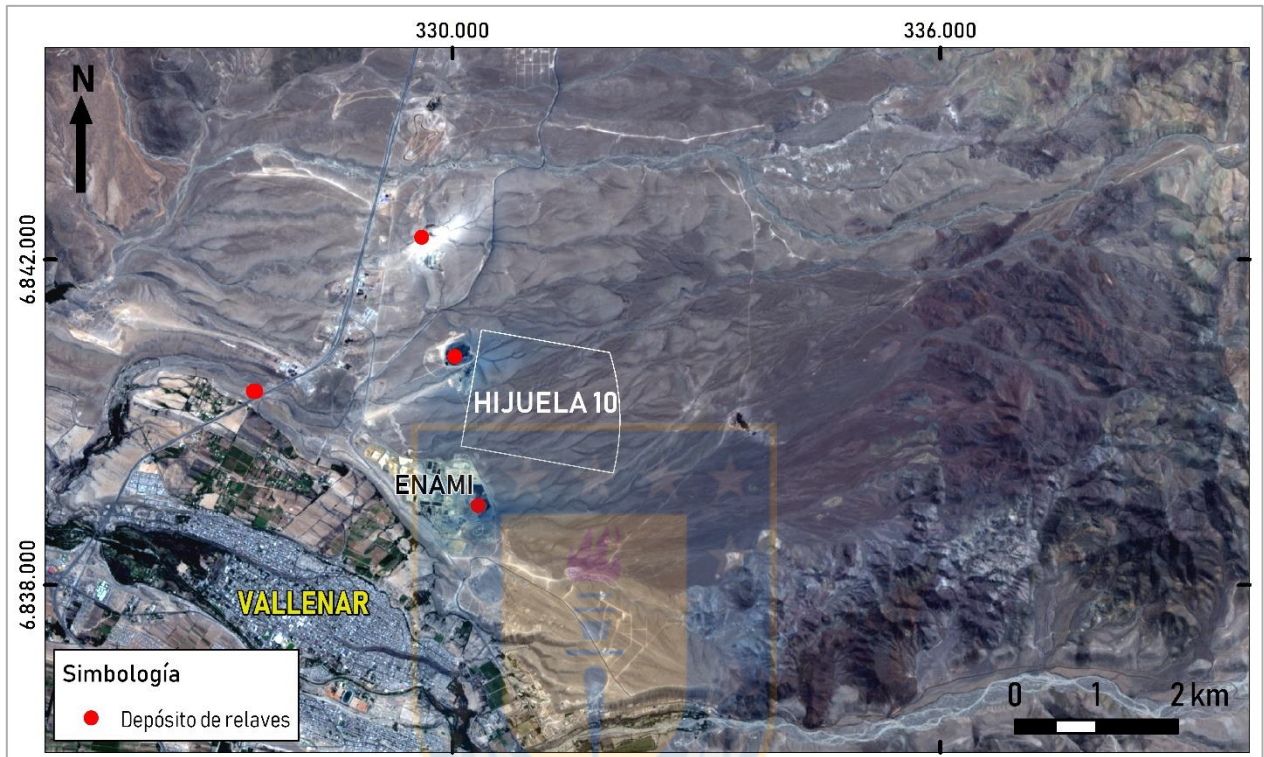 330.000
336.000
N
6.842.000
HIJUELA 10
ENAMI
6.838.000
VALLENAR
Simbología
Depósito de relaves
0 1 2 km